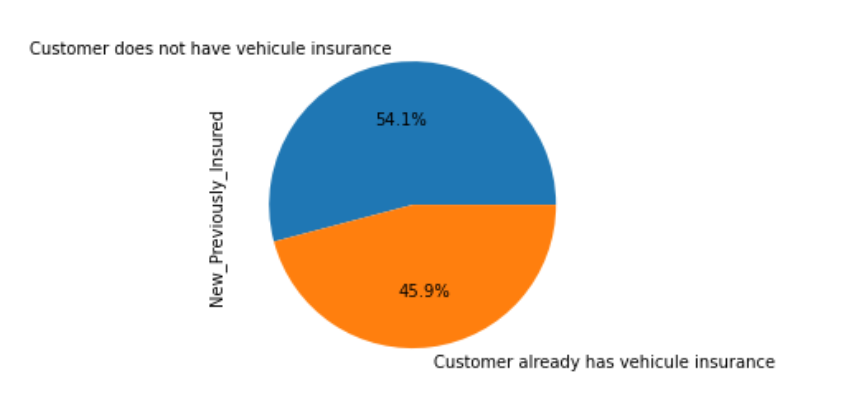 Customer does not have vehicule insurance
54.1%
New_Previously_Insured
45.9%
Customer already has vehicule insurance